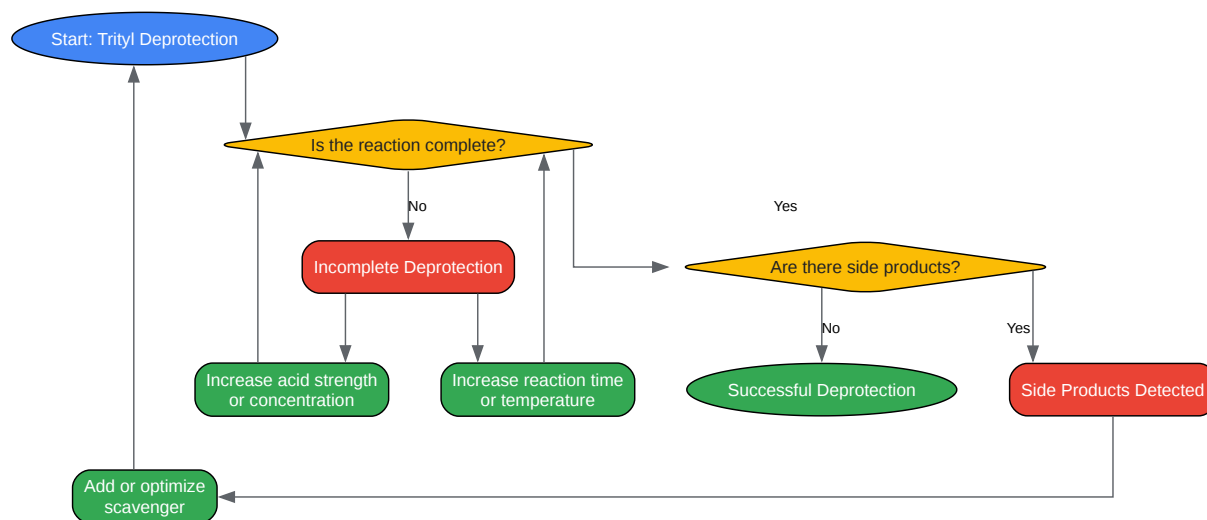 Start: Trityl Deprotection
Is the reaction complete?
No
Yes
Incomplete Deprotection
Are there side products?
No
Yes
Increase acid strength
or concentration
Increase reaction time
or temperature
Successful Deprotection
Side Products Detected
Add or optimize
scavenger